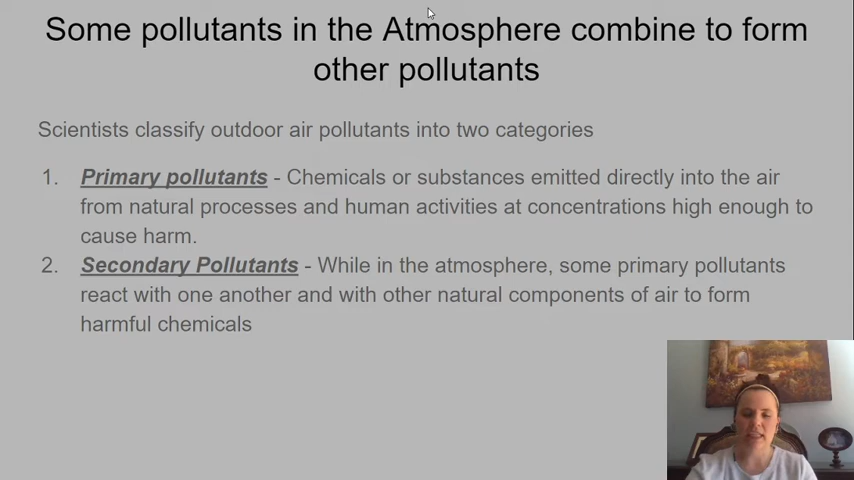 Some pollutants in the Atmosphere combine to form
other pollutants
Scientists classify outdoor air pollutants into two categories
1. Primary pollutants - Chemicals or substances emitted directly into the air
from natural processes and human activities at concentrations high enough to
cause harm.
2. Secondary Pollutants - While in the atmosphere, some primary pollutants
react with one another and with other natural components of air to form
harmful chemicals